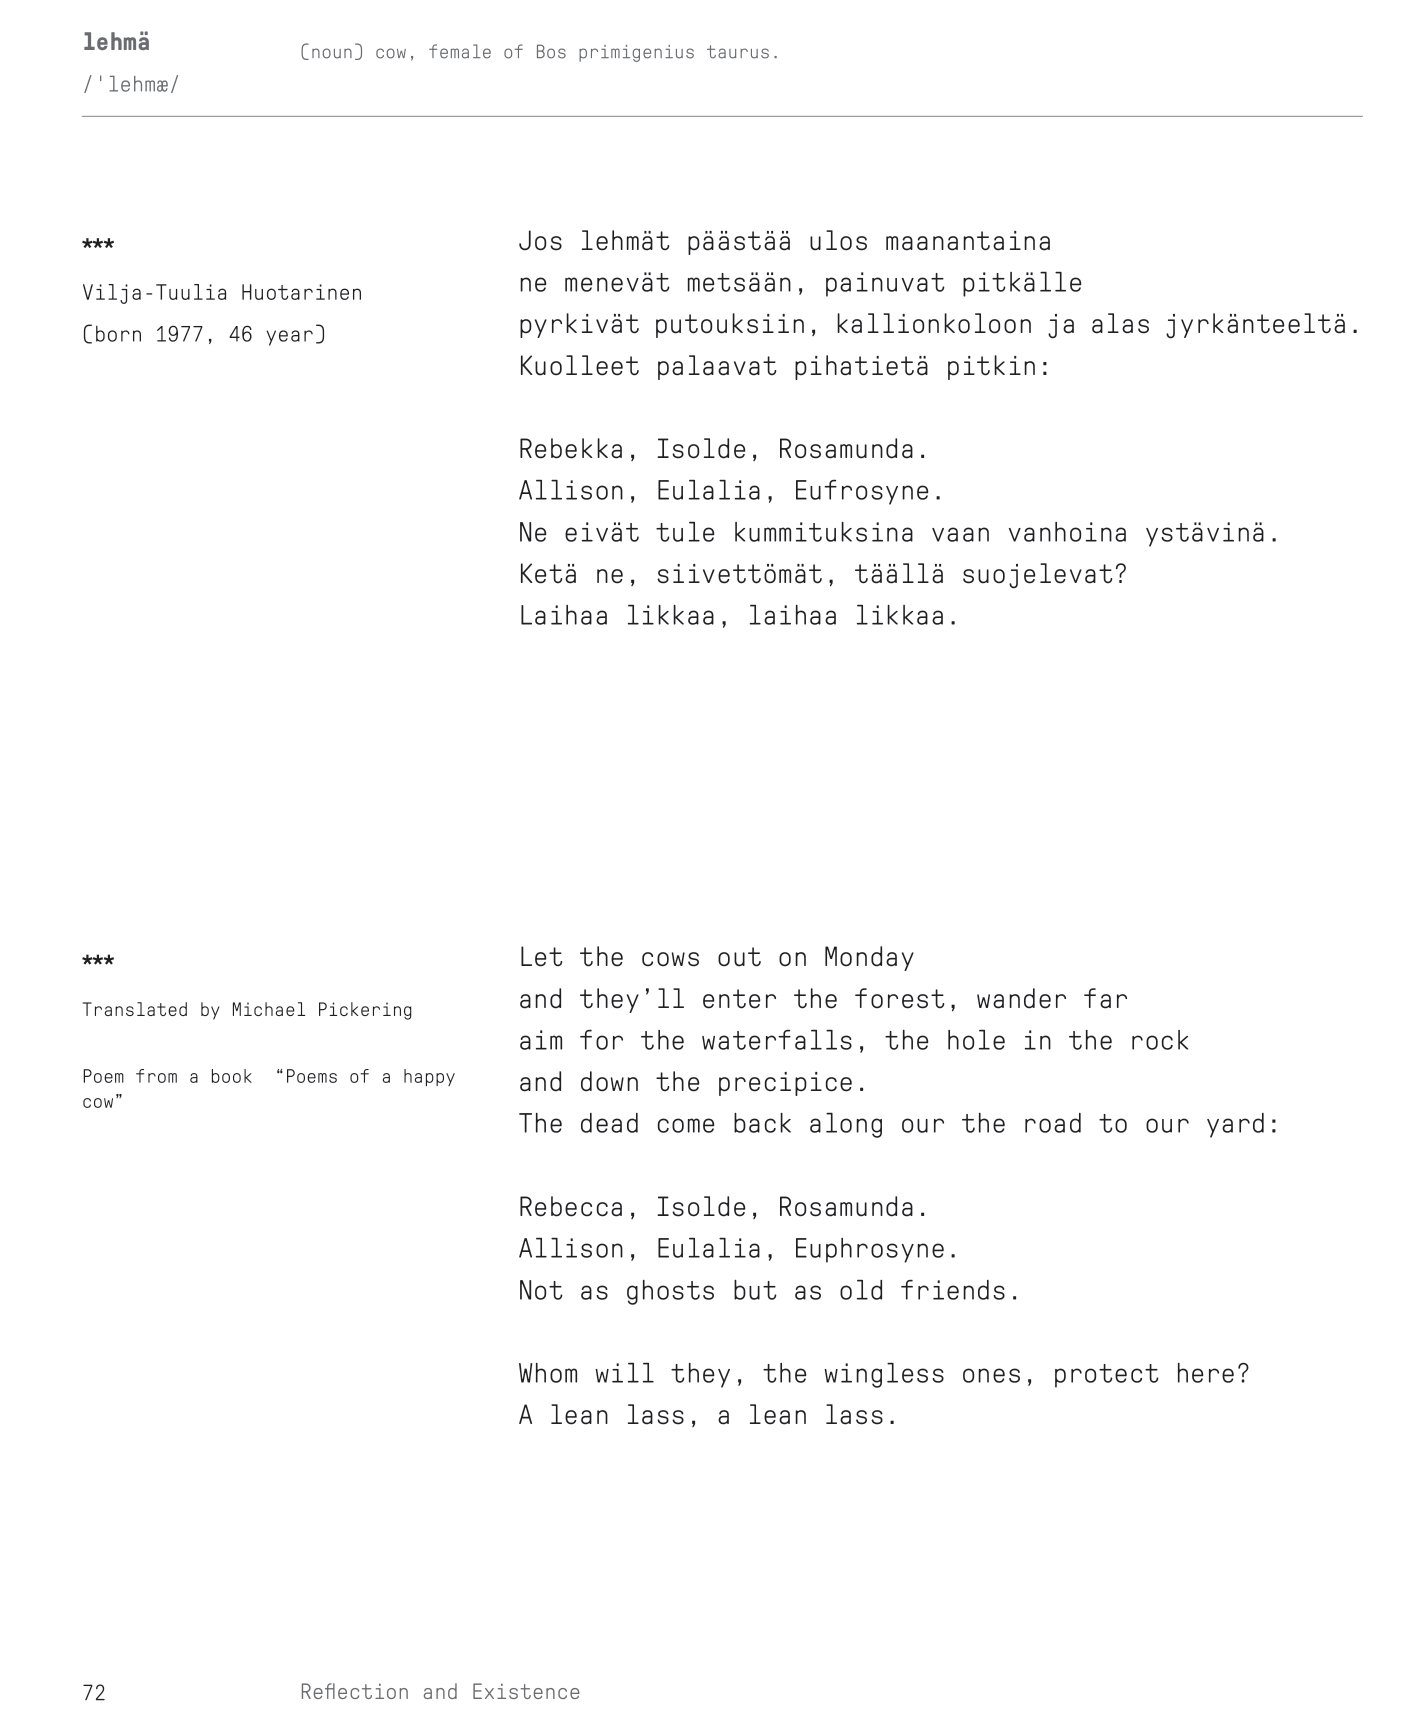 lehmä
/ˈlehmæ/
(noun) cow, female of Bos primigenius taurus.
***
Vilja-Tuulia Huotarinen
(born 1977, 46 year)
Jos lehmät päästää ulos maanantaina
ne menevät metsään, painuvat pitkälle
pyrkivät putouksiin, kallionkoloon ja alas jyrkänteeltä.
Kuolleet palaavat pihatietä pitkin:
Rebekka, Isolde, Rosamunda.
Allison, Eulalia, Eufrosyne.
Ne eivät tule kummituksina vaan vanhoina ystävinä.
Ketä ne, siivettömät, täällä suojelevat?
Laihaa likkaa, laihaa likkaa.
***
Translated by Michael Pickering
Poem from a book “Poems of a happy
cow”
Let the cows out on Monday
and they’ll enter the forest, wander far
aim for the waterfalls, the hole in the rock
and down the precipice.
The dead come back along our the road to our yard:
Rebecca, Isolde, Rosamunda.
Allison, Eulalia, Euphrosyne.
Not as ghosts but as old friends.
Whom will they, the wingless ones, protect here?
A lean lass, a lean lass.
72
Reflection and Existence